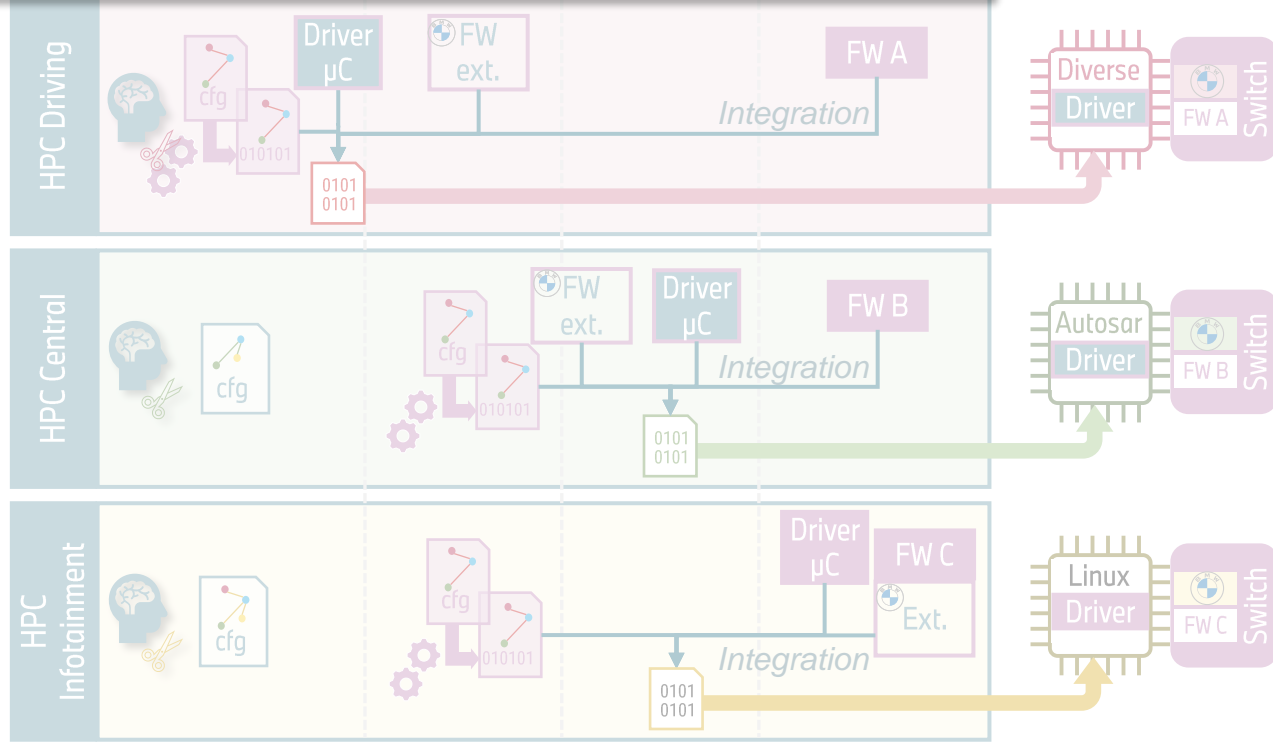 HPC Driving
cfg
010101
Driver
µC
FW
ext.
FW A
Integration
0101
0101
Diverse
Driver
FW A
Switch
HPC Central
cfg
cfg
010101
FW
ext.
Driver
µC
FW B
Integration
0101
0101
Autosar
Driver
FW B
Switch
HPC
Infotainment
cfg
cfg
010101
Driver
µC
FW C
Ext.
Integration
0101
0101
Linux
Driver
FW C
Switch